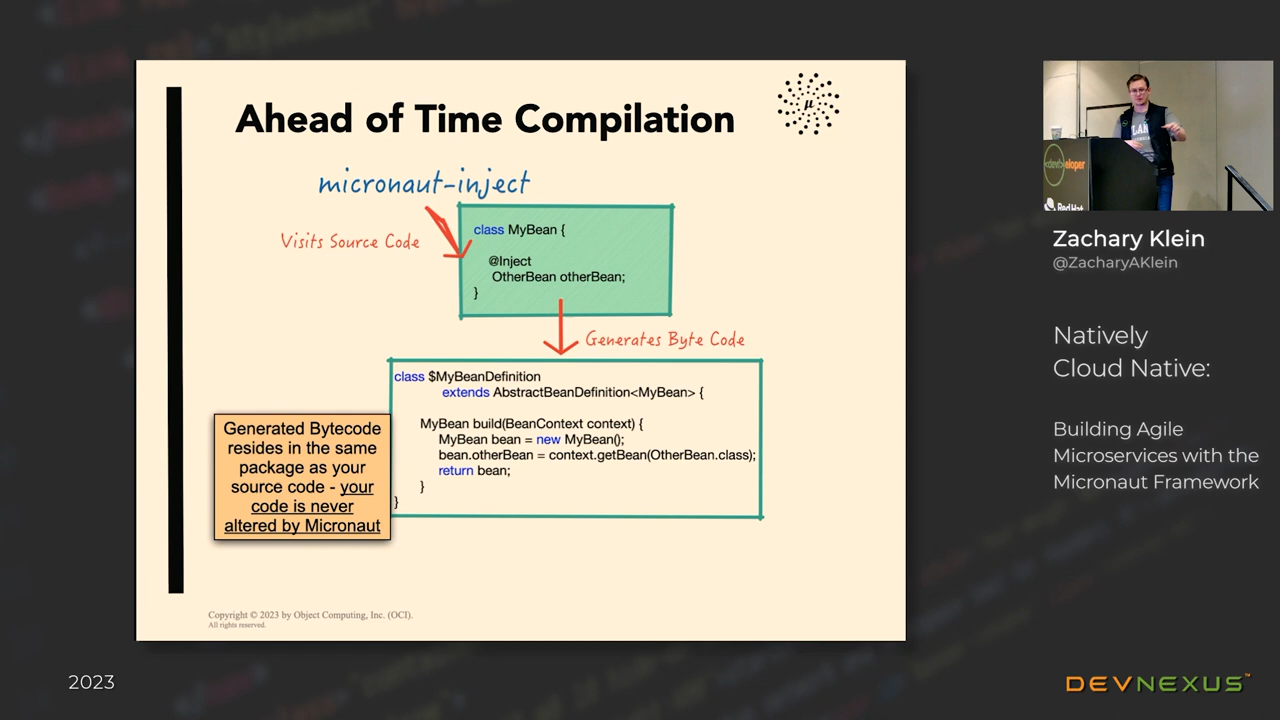 Ahead of Time Compilation
μ
micronaut-inject
Visits Source Code
class MyBean {
@Inject
OtherBean otherBean;
}
Generates Byte Code
class $MyBeanDefinition
extends AbstractBeanDefinition<MyBean> {
MyBean build(BeanContext context) {
MyBean bean = new MyBean();
bean.otherBean = context.getBean(OtherBean.class);
return bean;
}
}
Generated Bytecode
resides in the same
package as your
source code - your
code is never
altered by Micronaut
Copyright © 2023 by Object Computing, Inc. (OCI).
All rights reserved.
Red Hat
Zachary Klein
@ZacharyAKlein
Natively
Cloud Native:
Building Agile
Microservices with the
Micronaut Framework
2023
DEVNEXUS™